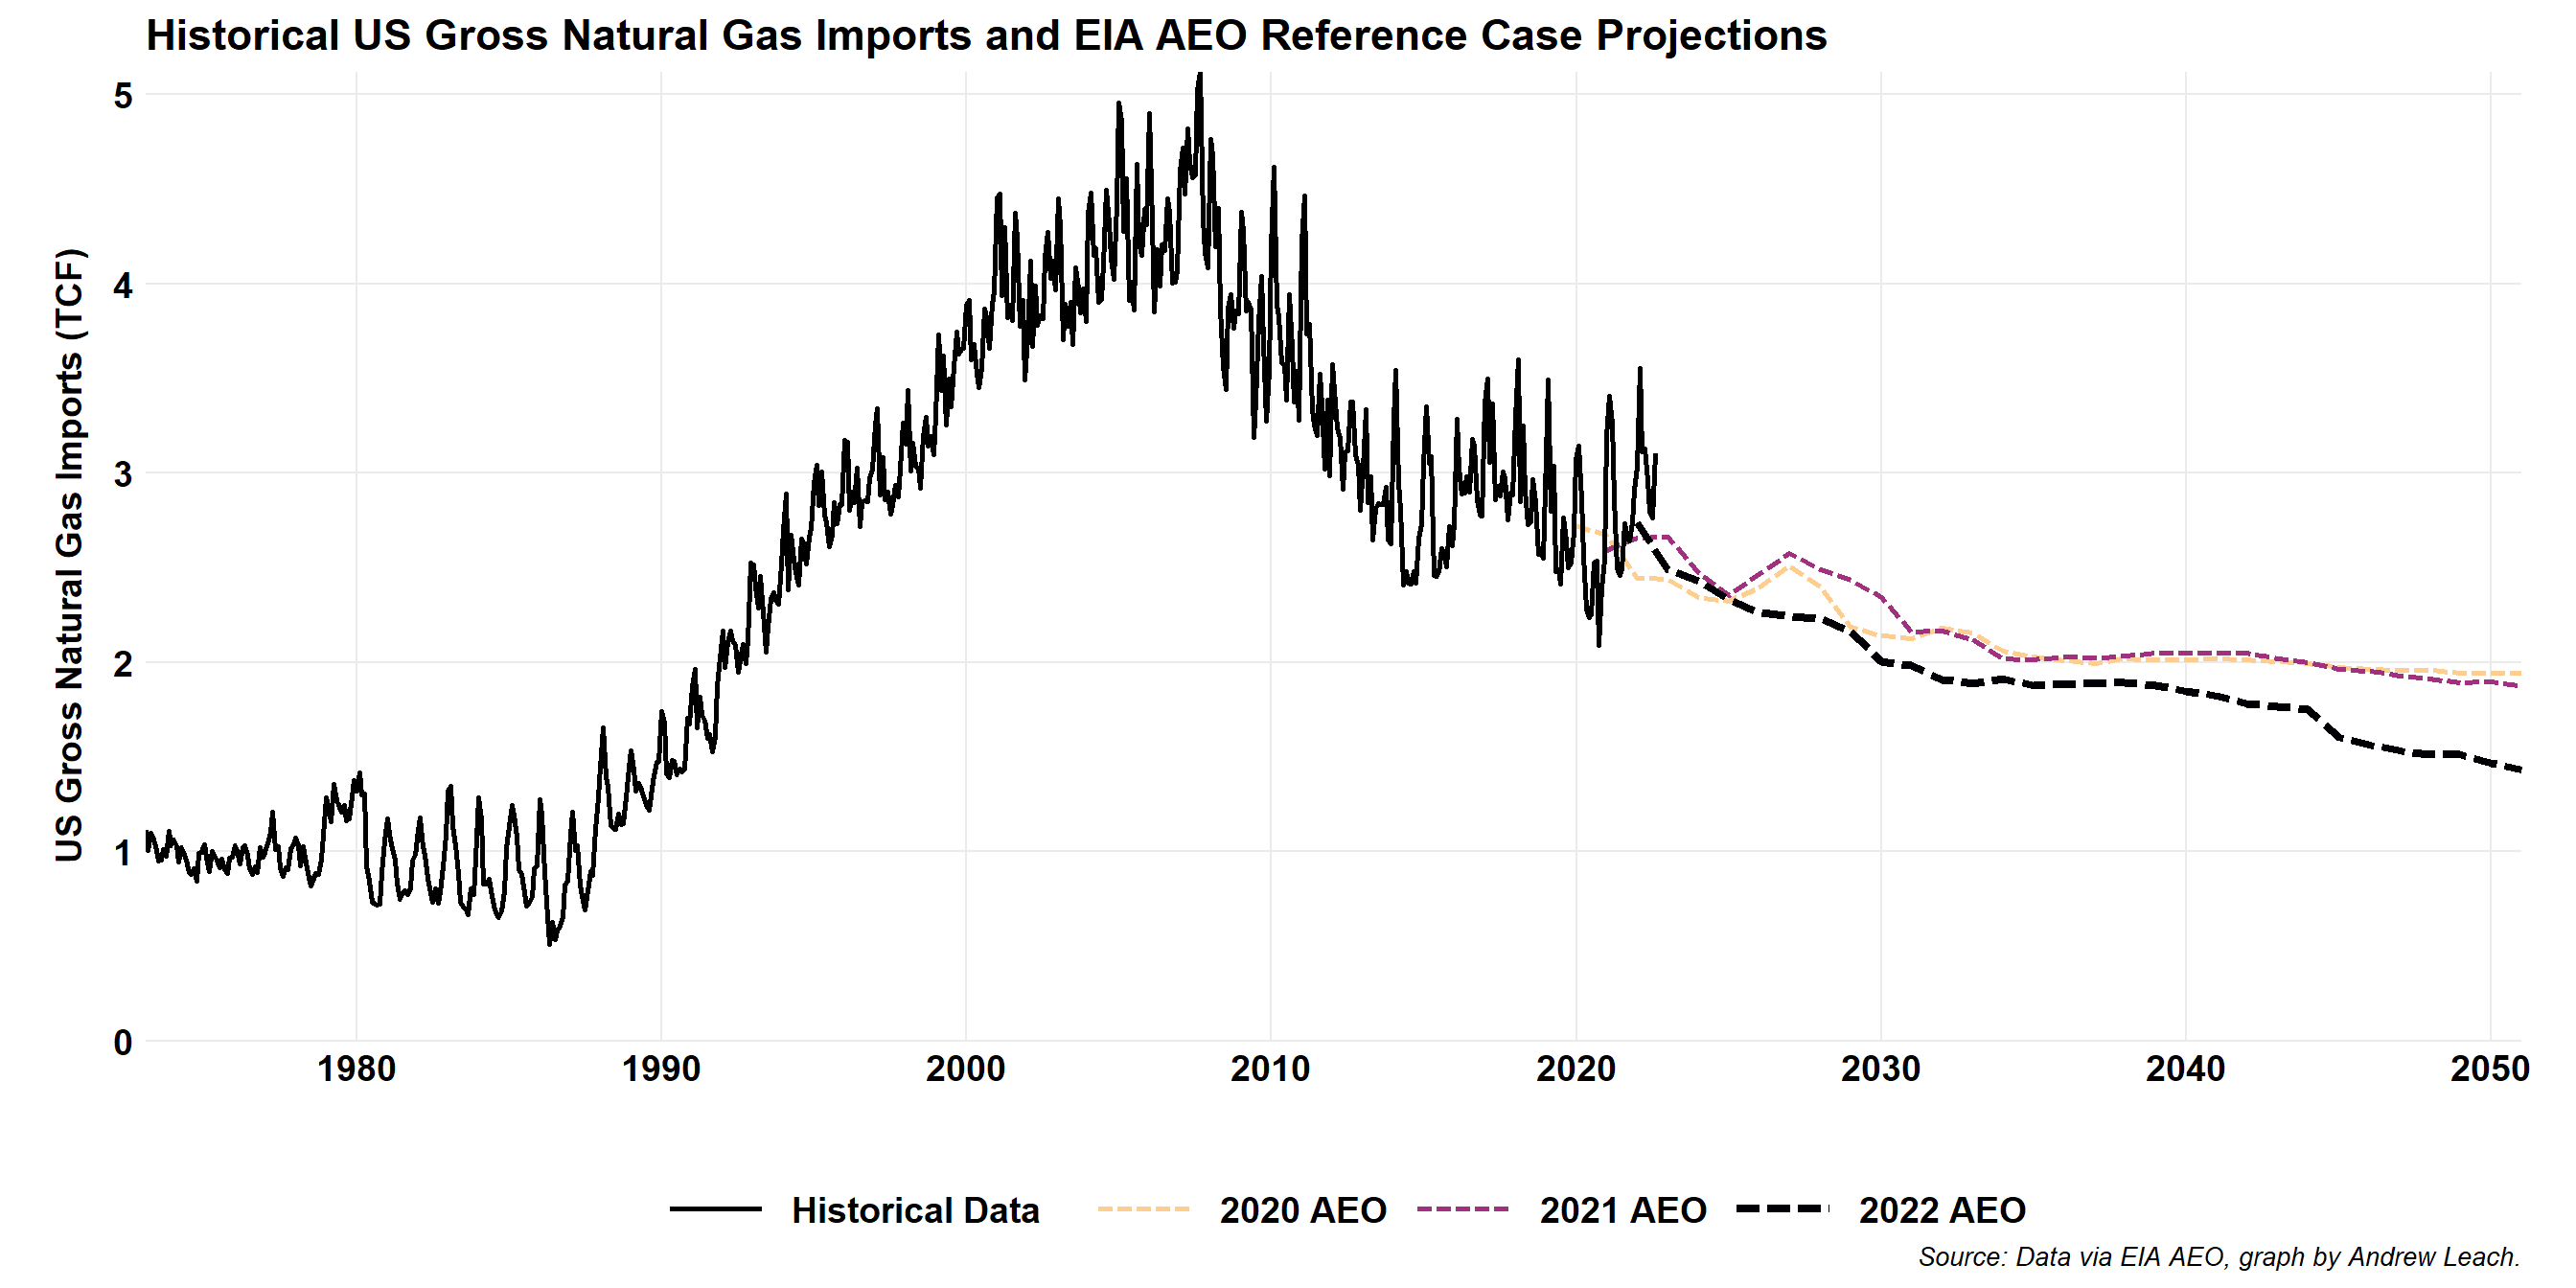 Historical US Gross Natural Gas Imports and EIA AEO Reference Case Projections
US Gross Natural Gas Imports (TCF)
5
4
3
2
1
0
1980 1990 2000 2010 2020 2030 2040 2050
Historical Data 2020 AEO 2021 AEO 2022 AEO
Source: Data via EIA AEO, graph by Andrew Leach.